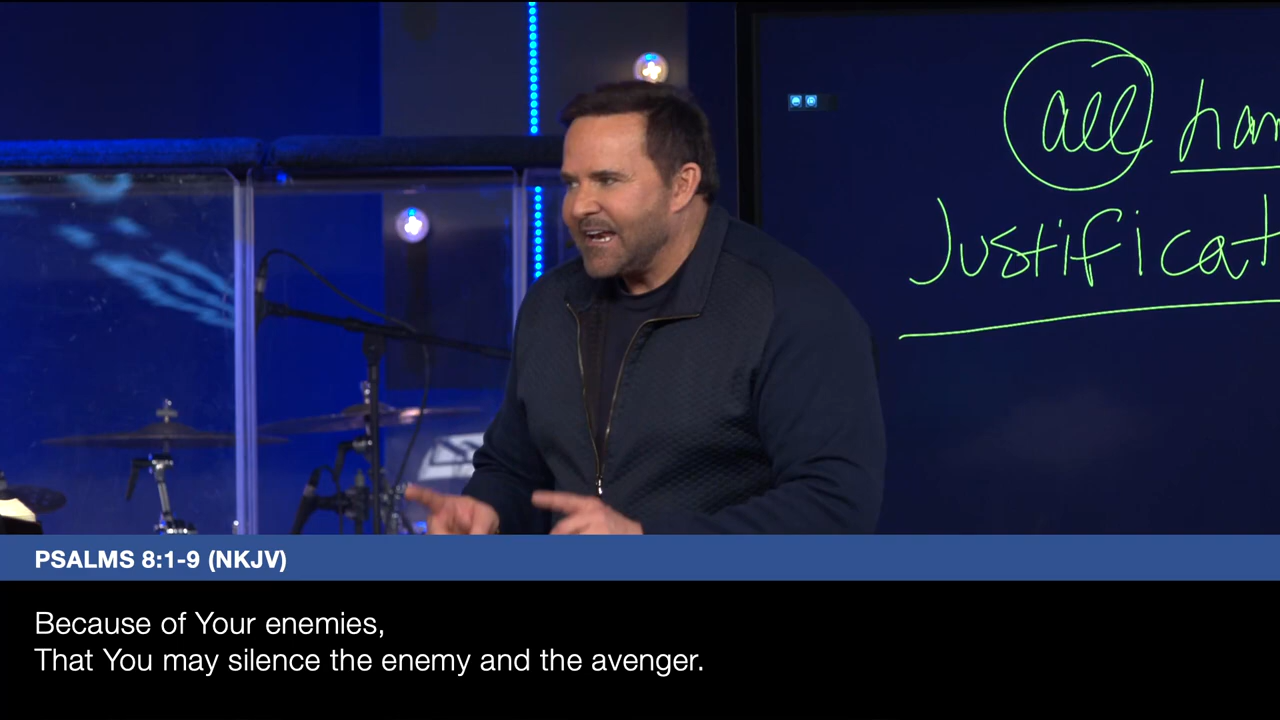 all
Justificat
PSALMS 8:1-9 (NKJV)
Because of Your enemies,
That You may silence the enemy and the avenger.